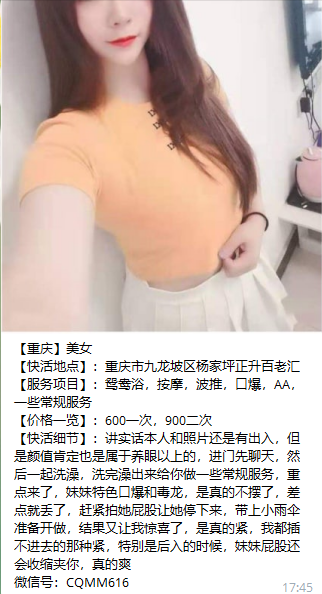 【重庆】美女
【快活地点】：重庆市九龙坡区杨家坪正升百老汇
【服务项目】：鸳鸯浴，按摩，波推，口爆，AA，
一些常规服务
【价格一览】：600一次，900二次
【快活细节】：讲实话本人和照片还是有出入，但
是颜值肯定也是属于养眼以上的，进门先聊天，然
后一起洗澡，洗完澡出来给你做一些常规服务，重
点来了，妹妹特色口爆和毒龙，是真的不摆了，差
点就丢了，赶紧抬她屁股让她停下来，带上小雨伞
准备开做，结果又让我惊喜了，是真的紧，我都插
不进去的那种紧，特别是后入的时候，妹妹屁股还
会收缩夹你，真的爽
微信号：CQMM616
17:45